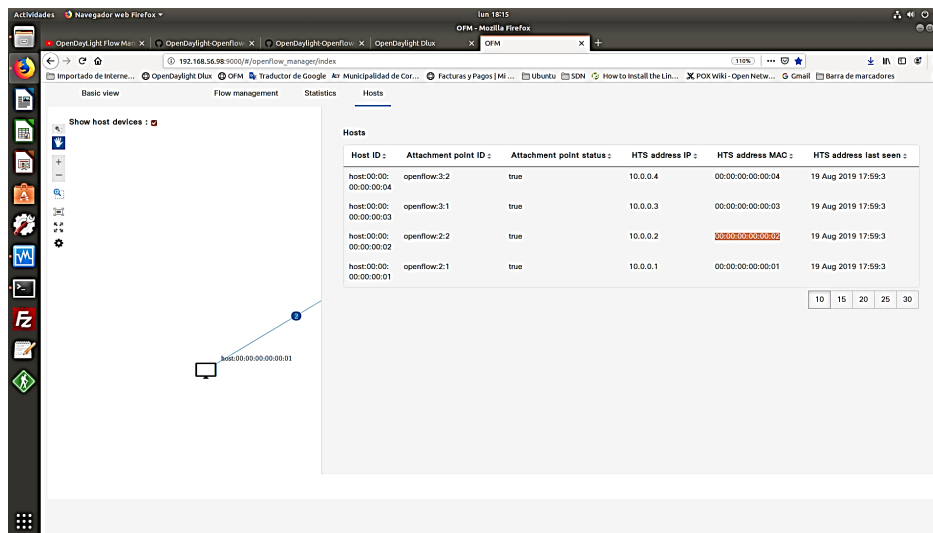 Actividades Navegador web Firefox lun 18:15
OFM - Mozilla Firefox
OpenDayLight Flow Man X OpenDaylight-Openflow X OpenDaylight-Openflow X OpenDaylight Dlux X OFM X +
192.168.56.98:9000/#/openflow_manager/index 110% ...
Importado de Interne... OpenDaylight Dlux OFM Traductor de Google Municipalidad de Cor... Facturas y Pagos | Mi ... Ubuntu SDN How to Install the Lin... POX Wiki - Open Netw... G Gmail Barra de marcadores
Basic view Flow management Statistics Hosts
Show host devices :
Hosts
Host ID Attachment point ID Attachment point status HTS address IP HTS address MAC HTS address last seen
host:00:00:00:00:00:04 openflow:3:2 true 10.0.0.4 00:00:00:00:00:04 19 Aug 2019 17:59:3
host:00:00:00:00:00:03 openflow:3:1 true 10.0.0.3 00:00:00:00:00:03 19 Aug 2019 17:59:3
host:00:00:00:00:00:02 openflow:2:2 true 10.0.0.2 00:00:00:00:00:02 19 Aug 2019 17:59:3
host:00:00:00:00:00:01 openflow:2:1 true 10.0.0.1 00:00:00:00:00:01 19 Aug 2019 17:59:3
10 15 20 25 30
2
host:00:00:00:00:00:01